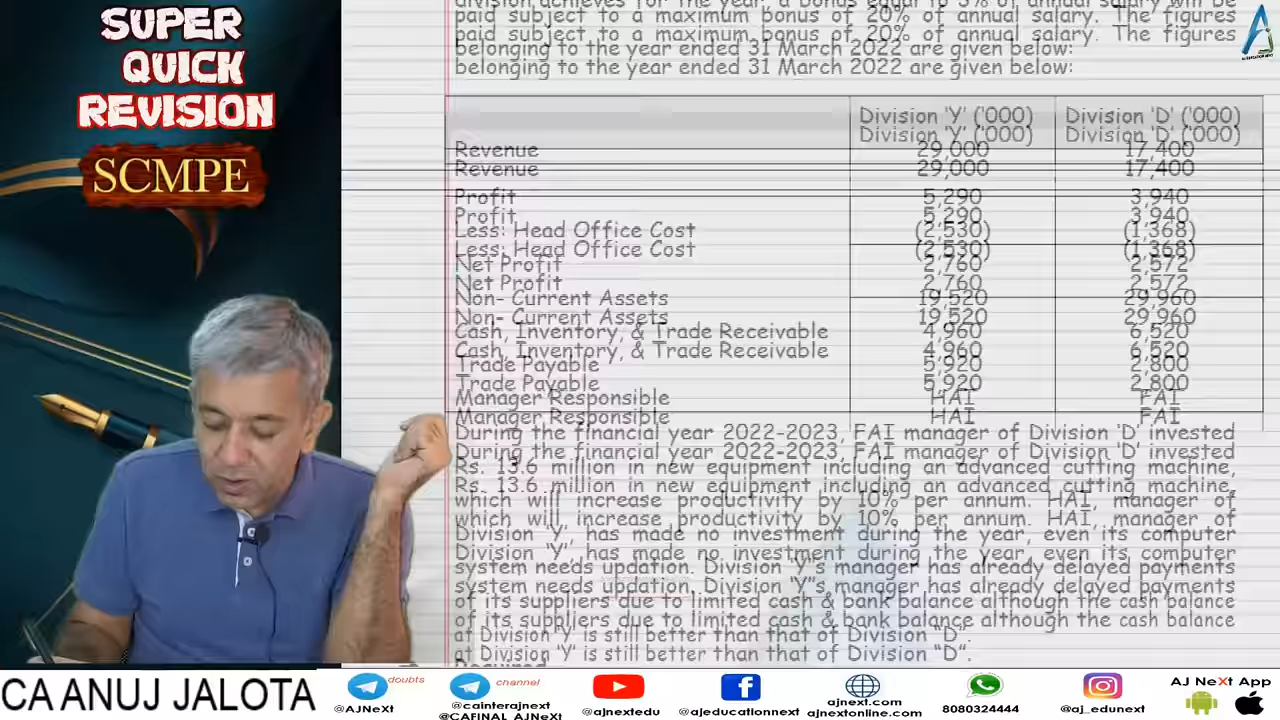 SUPER
QUICK
REVISION
SCMPE
paid subject to a maximum bonus of 20% of annual salary. The figures
belonging to the year ended 31 March 2022 are given below:
Division 'Y' ('000) Division 'D' ('000)
Revenue 29,000 17,400
Profit 5,290 3,940
Less: Head Office Cost (2,530) (1,368)
Net Profit 2,760 2,572
Non- Current Assets 19,520 29,960
Cash, Inventory, & Trade Receivable 4,960 6,520
Trade Payable 5,920 2,800
Manager Responsible HAI FAI
During the financial year 2022-2023, FAI manager of Division 'D' invested
Rs. 13.6 million in new equipment including an advanced cutting machine,
which will increase productivity by 10% per annum. HAI, manager of
Division 'Y', has made no investment during the year, even its computer
system needs updation. Division 'Y''s manager has already delayed payments
of its suppliers due to limited cash & bank balance although the cash balance
at Division 'Y' is still better than that of Division "D".
CA ANUJ JALOTA
doubts
@AJNeXt
channel
@cainterajnext
@CAFINAL_AJNeXt
@ajnextedu
@ajeducationnext
ajnext.com
ajnextonline.com
8080324444
@aj_edunext
AJ NeXt App